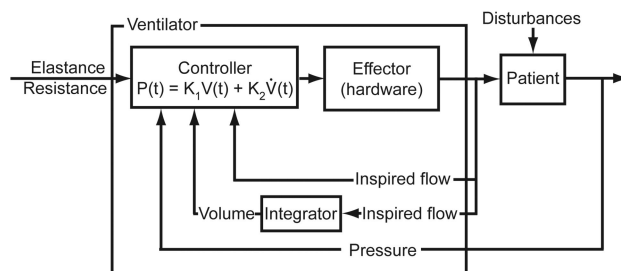 Disturbances
Ventilator
Elastance
Resistance
Controller
P(t) = K₁V(t) + K₂V̇(t)
Effector
(hardware)
Patient
Inspired flow
Volume
Integrator
Inspired flow
Pressure